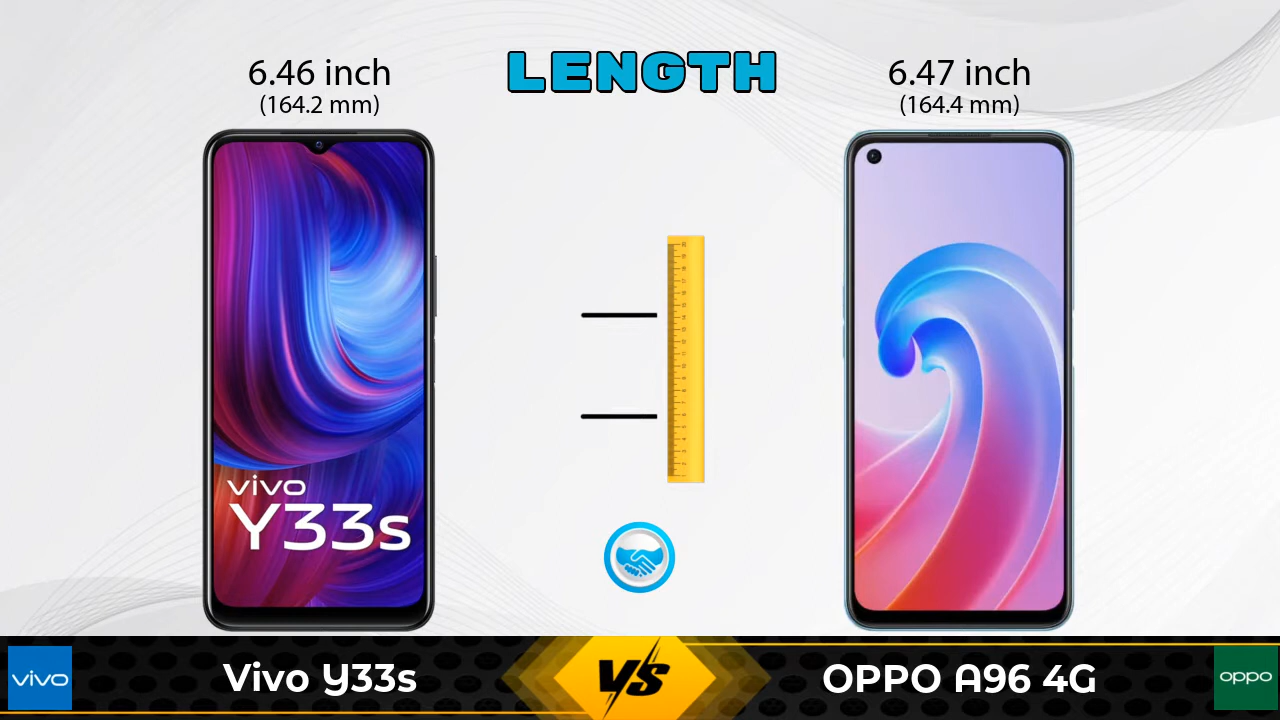 LENGTH
6.46 inch
(164.2 mm)
6.47 inch
(164.4 mm)
vivo
Y33s
vivo
Vivo Y33s
VS
OPPO A96 4G
oppo